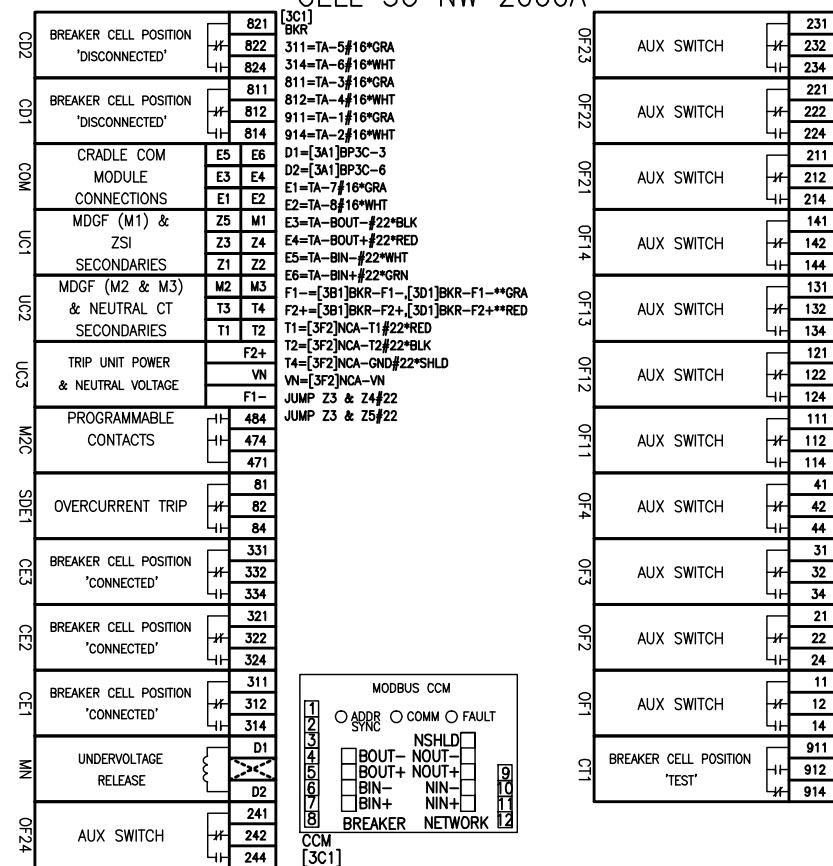 CD2
BREAKER CELL POSITION
'DISCONNECTED'
821
822
824
CD1
BREAKER CELL POSITION
'DISCONNECTED'
811
812
814
COM
CRADLE COM
MODULE
CONNECTIONS
E5 E6
E3 E4
E1 E2
UC1
MDGF (M1) &
ZSI
SECONDARIES
Z5 M1
Z3 Z4
Z1 Z2
UC2
MDGF (M2 & M3)
& NEUTRAL CT
SECONDARIES
M2 M3
T3 T4
T1 T2
UC3
TRIP UNIT POWER
& NEUTRAL VOLTAGE
F2+
VN
F1-
M2C
PROGRAMMABLE
CONTACTS
484
474
471
SDE1
OVERCURRENT TRIP
81
82
84
CE3
BREAKER CELL POSITION
'CONNECTED'
331
332
334
CE2
BREAKER CELL POSITION
'CONNECTED'
321
322
324
CE1
BREAKER CELL POSITION
'CONNECTED'
311
312
314
MN
UNDERVOLTAGE
RELEASE
D1
D2
OF24
AUX SWITCH
241
242
244
[3C1]
BKR
311=TA-5#16*GRA
314=TA-6#16*WHT
811=TA-3#16*GRA
812=TA-4#16*WHT
911=TA-1#16*GRA
914=TA-2#16*WHT
D1=[3A1]BP3C-3
D2=[3A1]BP3C-6
E1=TA-7#16*GRA
E2=TA-8#16*WHT
E3=TA-BOUT-#22*BLK
E4=TA-BOUT+#22*RED
E5=TA-BIN-#22*WHT
E6=TA-BIN+#22*GRN
F1-=[3B1]BKR-F1-,[3D1]BKR-F1-**GRA
F2+=[3B1]BKR-F2+,[3D1]BKR-F2+**RED
T1=[3F2]NCA-T1#22*RED
T2=[3F2]NCA-T2#22*BLK
T4=[3F2]NCA-GND#22*SHLD
VN=[3F2]NCA-VN
JUMP Z3 & Z4#22
JUMP Z3 & Z5#22
MODBUS CCM
ADDR SYNC COMM FAULT
1
2
3
4
5
6
7
8
NSHLD
BOUT- NOUT-
BOUT+ NOUT+
BIN- NIN-
BIN+ NIN+
9
10
11
12
BREAKER NETWORK
CCM
[3C1]
OF23
AUX SWITCH
231
232
234
OF22
AUX SWITCH
221
222
224
OF21
AUX SWITCH
211
212
214
OF14
AUX SWITCH
141
142
144
OF13
AUX SWITCH
131
132
134
OF12
AUX SWITCH
121
122
124
OF11
AUX SWITCH
111
112
114
OF4
AUX SWITCH
41
42
44
OF3
AUX SWITCH
31
32
34
OF2
AUX SWITCH
21
22
24
OF1
AUX SWITCH
11
12
14
CT1
BREAKER CELL POSITION
'TEST'
911
912
914